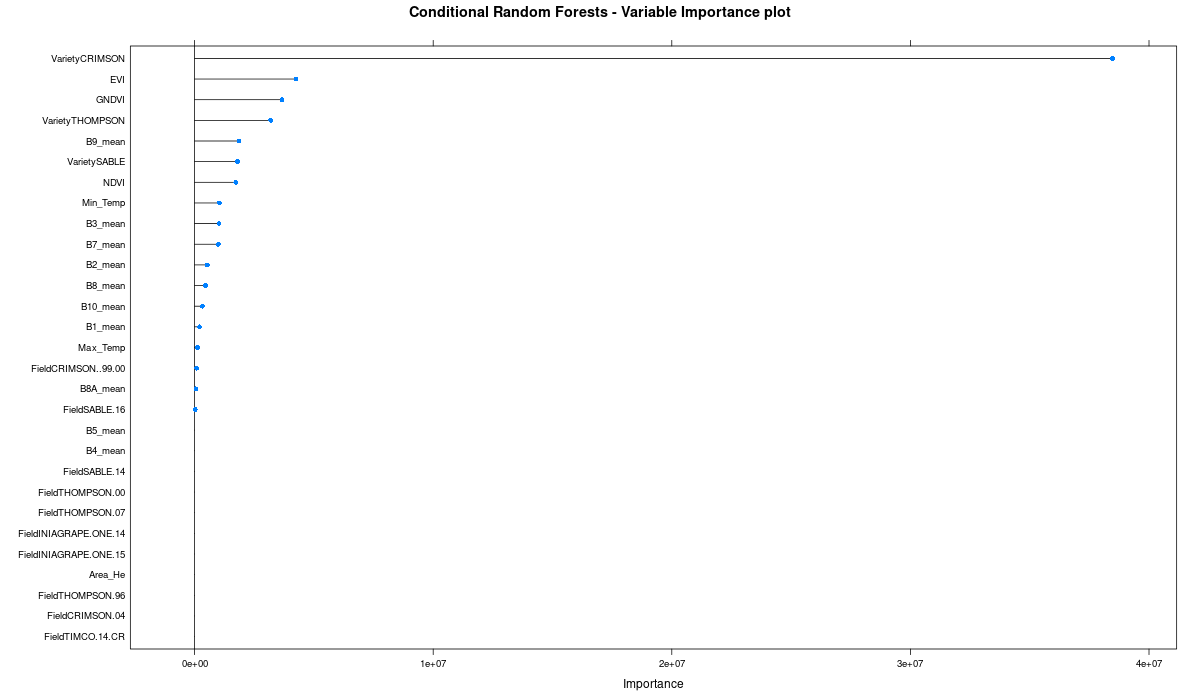 Conditional Random Forests - Variable Importance plot
VarietyCRIMSON
EVI
GNDVI
VarietyTHOMPSON
B9_mean
VarietySABLE
NDVI
Min_Temp
B3_mean
B7_mean
B2_mean
B8_mean
B10_mean
B1_mean
Max_Temp
FieldCRIMSON..99.00
B8A_mean
FieldSABLE.16
B5_mean
B4_mean
FieldSABLE.14
FieldTHOMPSON.00
FieldTHOMPSON.07
FieldINIAGRAPE.ONE.14
FieldINIAGRAPE.ONE.15
Area_He
FieldTHOMPSON.96
FieldCRIMSON.04
FieldTIMCO.14.CR
0e+00 1e+07 2e+07 3e+07 4e+07
Importance